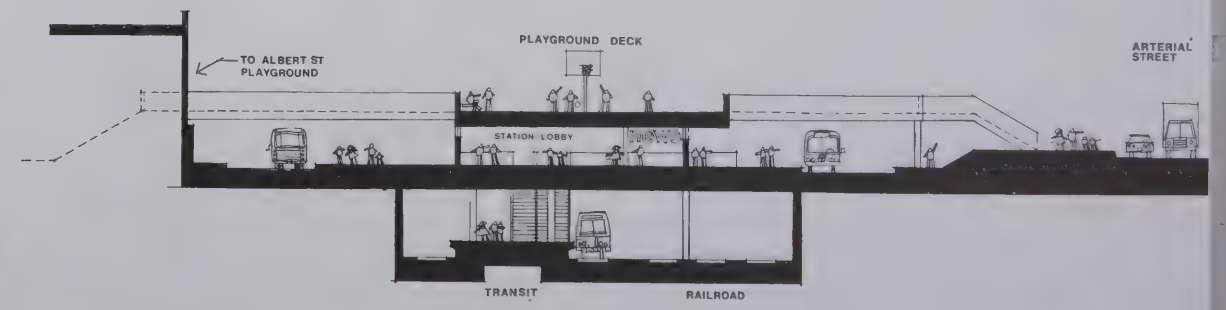 PLAYGROUND DECK
ARTERIAL
STREET
TO ALBERT ST
PLAYGROUND
STATION LOBBY
TRANSIT
RAILROAD